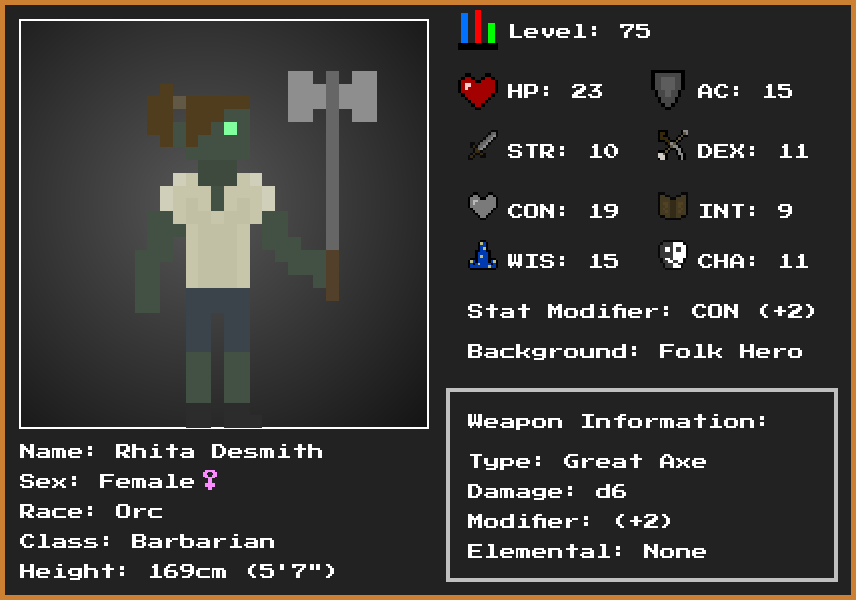 Level: 75
HP: 23
AC: 15
STR: 10
DEX: 11
CON: 19
INT: 9
WIS: 15
CHA: 11
Stat Modifier: CON (+2)
Background: Folk Hero
Weapon Information:
Type: Great Axe
Damage: d6
Modifier: (+2)
Elemental: None
Name: Rhita Desmith
Sex: Female♀
Race: Orc
Class: Barbarian
Height: 169cm (5'7")